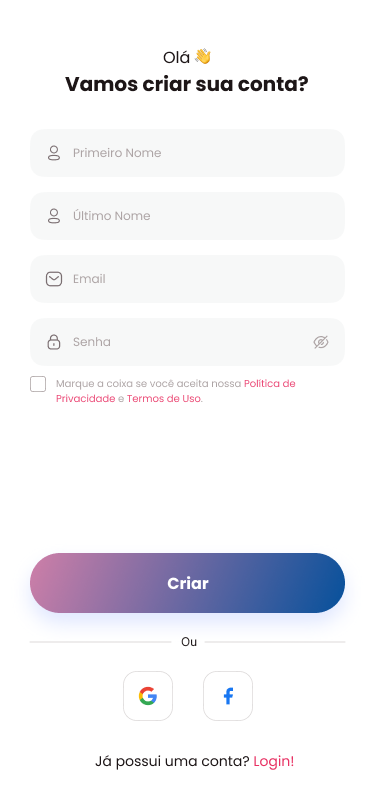 Olá 👋
Vamos criar sua conta?
Primeiro Nome
Último Nome
Email
Senha
Marque a coixa se você aceita nossa Política de
Privacidade e Termos de Uso.
Criar
Ou
Já possui uma conta? Login!